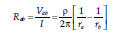 R_ab = V_ab / I = ρ / 2π [ 1 / r_a − 1 / r_b ]